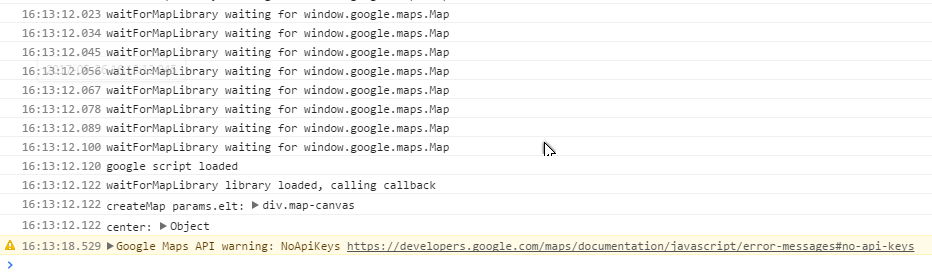 16:13:12.023 waitForMapLibrary waiting for window.google.maps.Map
16:13:12.034 waitForMapLibrary waiting for window.google.maps.Map
16:13:12.045 waitForMapLibrary waiting for window.google.maps.Map
16:13:12.056 waitForMapLibrary waiting for window.google.maps.Map
16:13:12.067 waitForMapLibrary waiting for window.google.maps.Map
16:13:12.078 waitForMapLibrary waiting for window.google.maps.Map
16:13:12.089 waitForMapLibrary waiting for window.google.maps.Map
16:13:12.100 waitForMapLibrary waiting for window.google.maps.Map
16:13:12.120 google script loaded
16:13:12.122 waitForMapLibrary library loaded, calling callback
16:13:12.122 createMap params.elt: ▶ div.map-canvas
16:13:12.122 center: ▶ Object
16:13:18.529 ▶ Google Maps API warning: NoApiKeys https://developers.google.com/maps/documentation/javascript/error-messages#no-api-keys